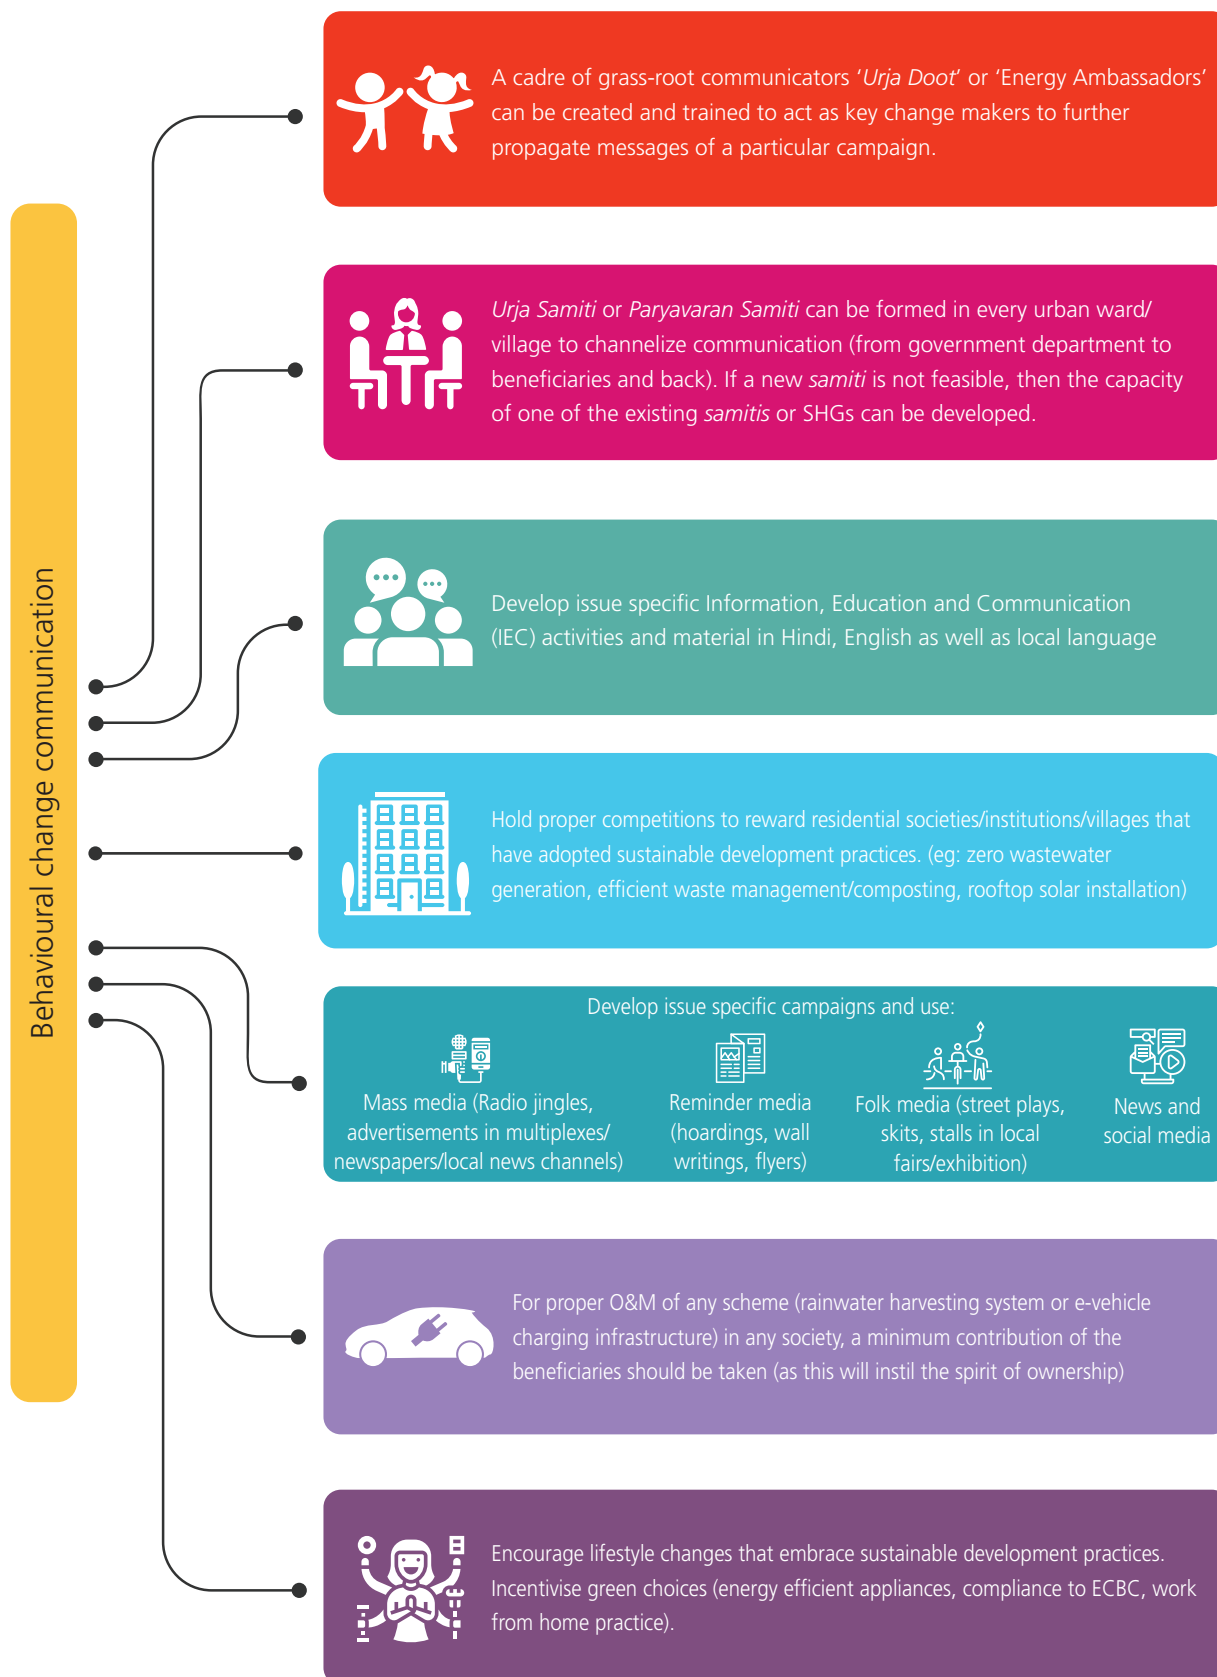 Behavioural change communication
A cadre of grass-root communicators ‘Urja Doot’ or ‘Energy Ambassadors’
can be created and trained to act as key change makers to further
propagate messages of a particular campaign.
Urja Samiti or Paryavaran Samiti can be formed in every urban ward/
village to channelize communication (from government department to
beneficiaries and back). If a new samiti is not feasible, then the capacity
of one of the existing samitis or SHGs can be developed.
Develop issue specific Information, Education and Communication
(IEC) activities and material in Hindi, English as well as local language
Hold proper competitions to reward residential societies/institutions/villages that
have adopted sustainable development practices. (eg: zero wastewater
generation, efficient waste management/composting, rooftop solar installation)
Develop issue specific campaigns and use:
Mass media (Radio jingles,
advertisements in multiplexes/
newspapers/local news channels)
Reminder media
(hoardings, wall
writings, flyers)
Folk media (street plays,
skits, stalls in local
fairs/exhibition)
News and
social media
For proper O&M of any scheme (rainwater harvesting system or e-vehicle
charging infrastructure) in any society, a minimum contribution of the
beneficiaries should be taken (as this will instil the spirit of ownership)
Encourage lifestyle changes that embrace sustainable development practices.
Incentivise green choices (energy efficient appliances, compliance to ECBC, work
from home practice).